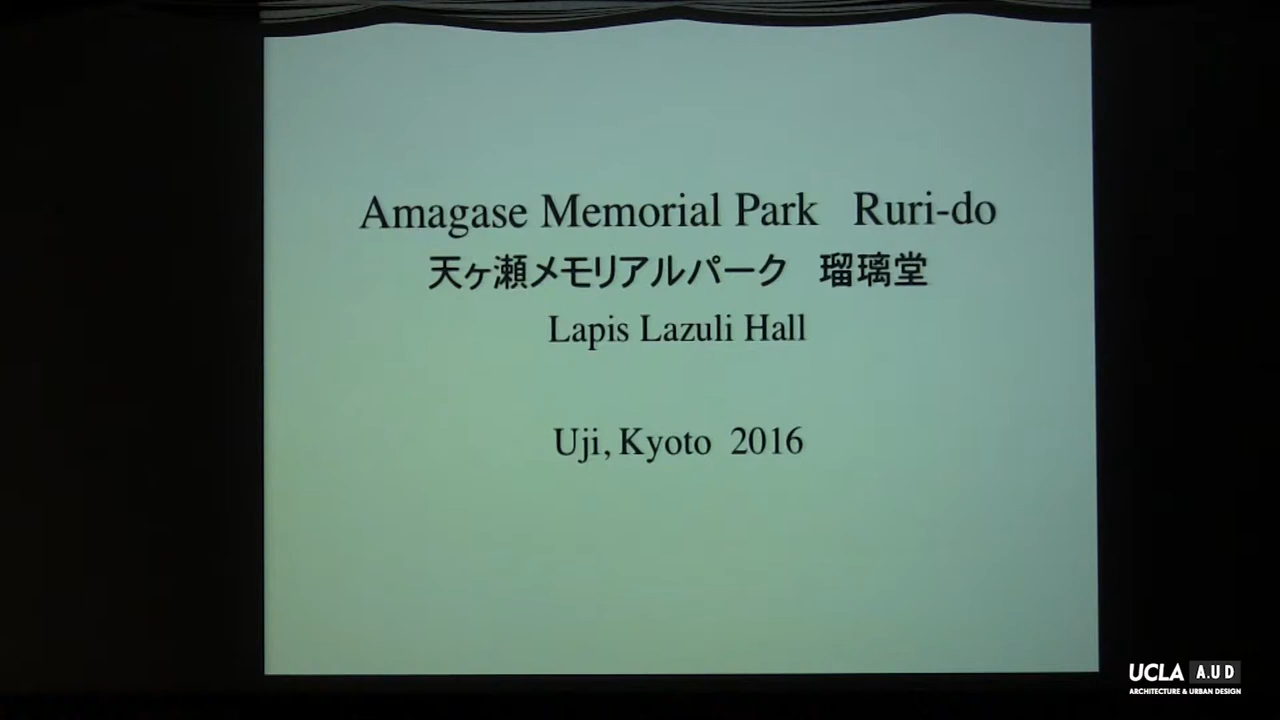 Amagase Memorial Park Ruri-do
天ヶ瀬メモリアルパーク 瑠璃堂
Lapis Lazuli Hall
Uji, Kyoto 2016
UCLA A.UD
ARCHITECTURE & URBAN DESIGN